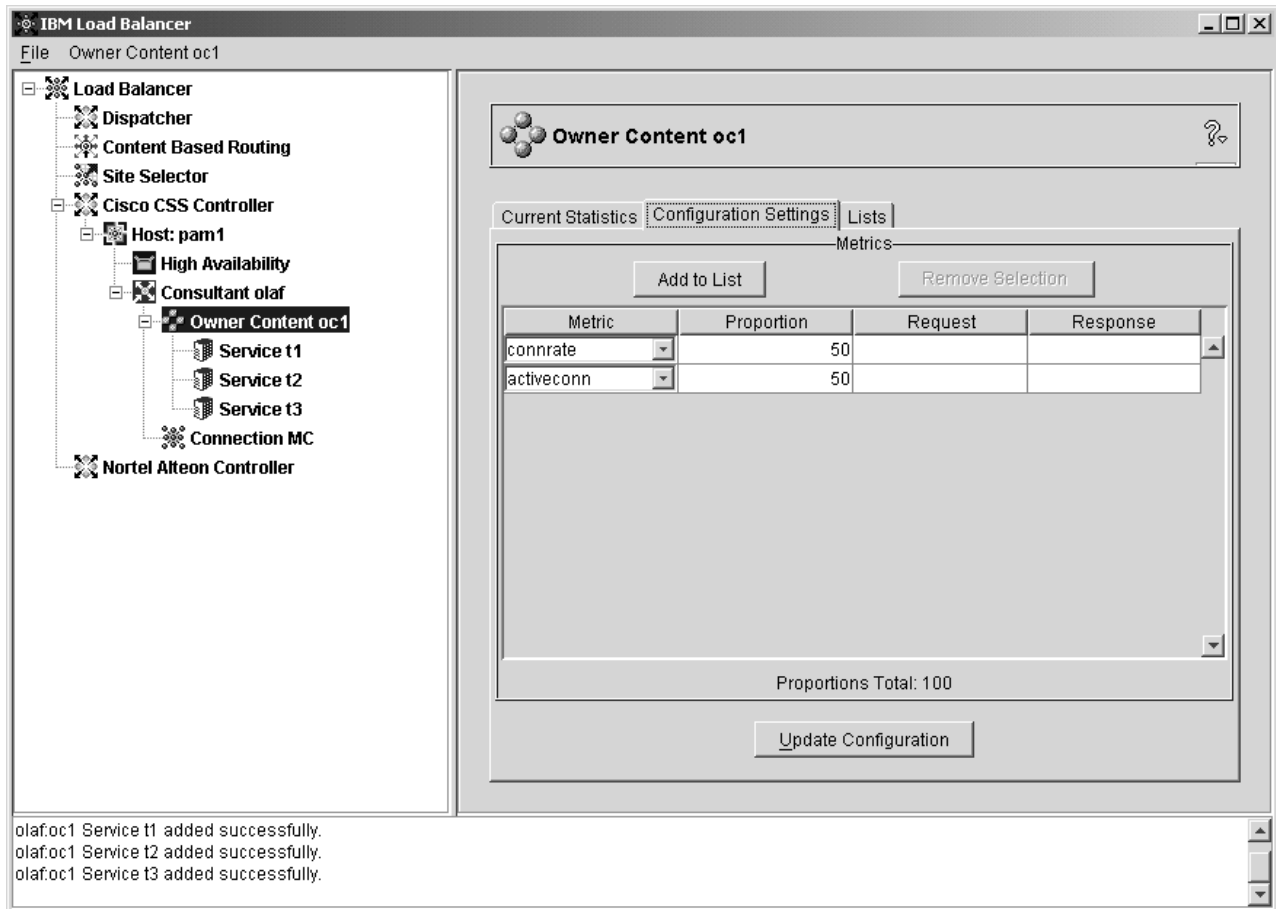 IBM Load Balancer
File Owner Content oc1
Load Balancer
Dispatcher
Content Based Routing
Site Selector
Cisco CSS Controller
Host: pam1
High Availability
Consultant olaf
Owner Content oc1
Service t1
Service t2
Service t3
Connection MC
Nortel Alteon Controller
Owner Content oc1
?
Current Statistics Configuration Settings Lists
Metrics
Add to List Remove Selection
Metric Proportion Request Response
connrate 50
activeconn 50
Proportions Total: 100
Update Configuration
olaf:oc1 Service t1 added successfully.
olaf:oc1 Service t2 added successfully.
olaf:oc1 Service t3 added successfully.